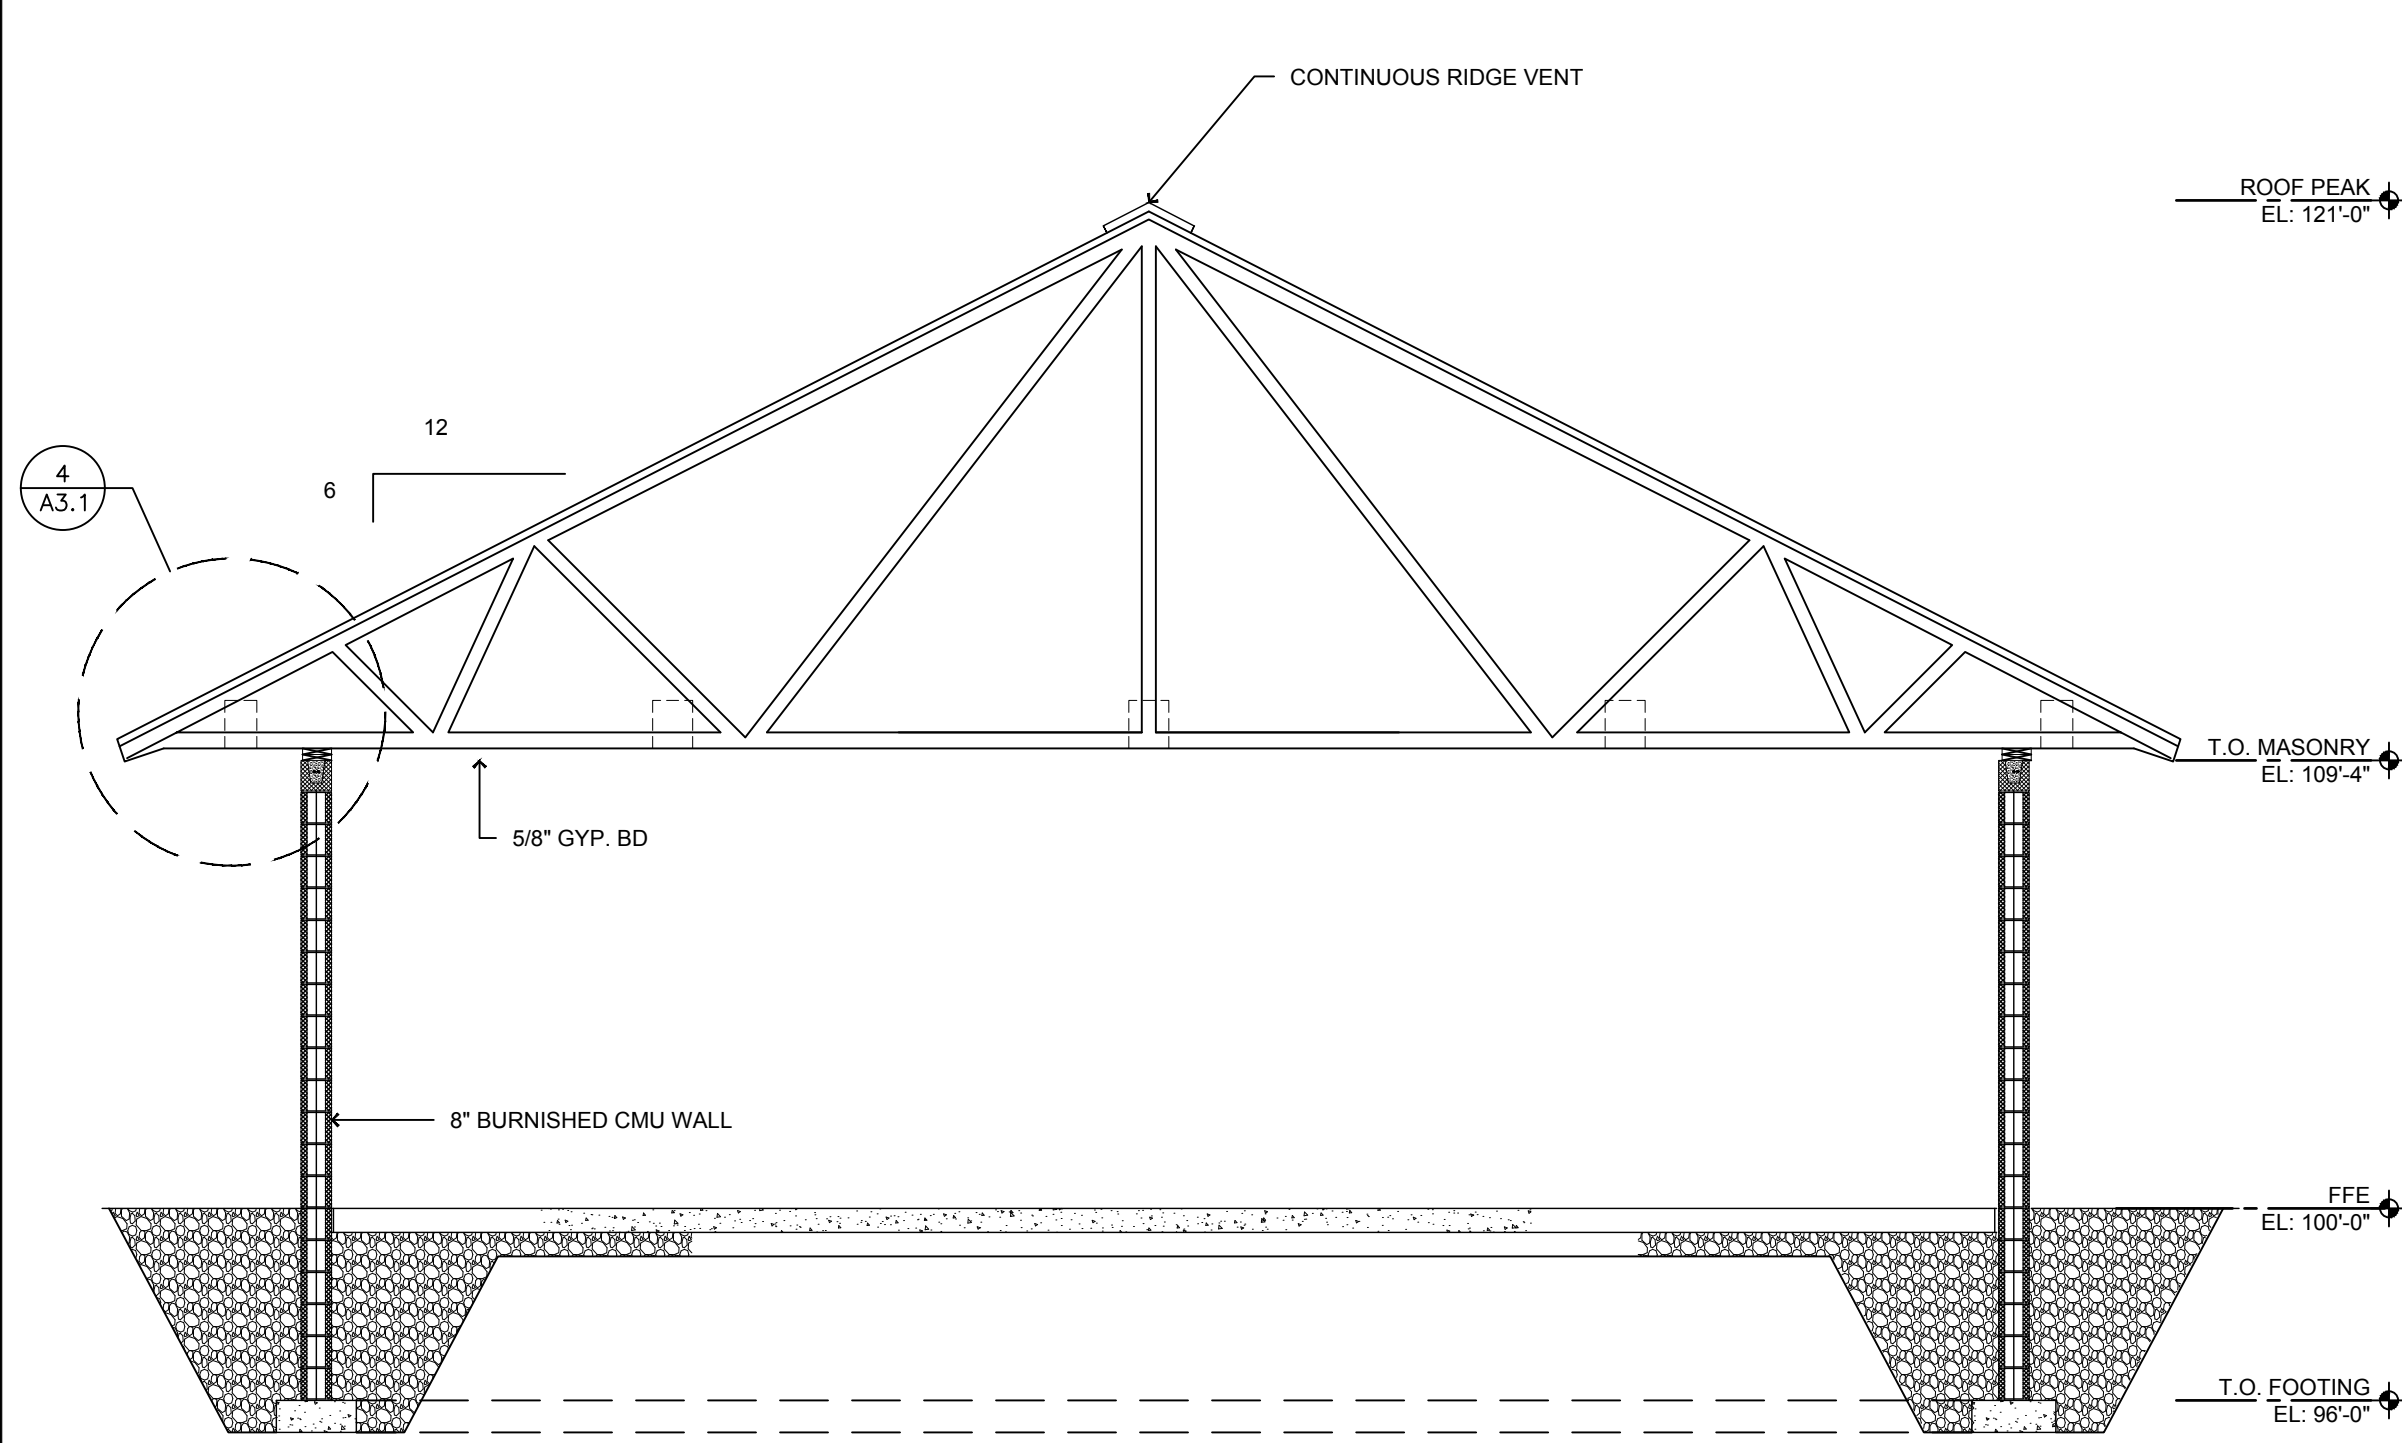 CONTINUOUS RIDGE VENT
ROOF PEAK
EL: 121'-0"
12
6
4
A3.1
T.O. MASONRY
EL: 109'-4"
5/8" GYP. BD
8" BURNISHED CMU WALL
FFE
EL: 100'-0"
T.O. FOOTING
EL: 96'-0"